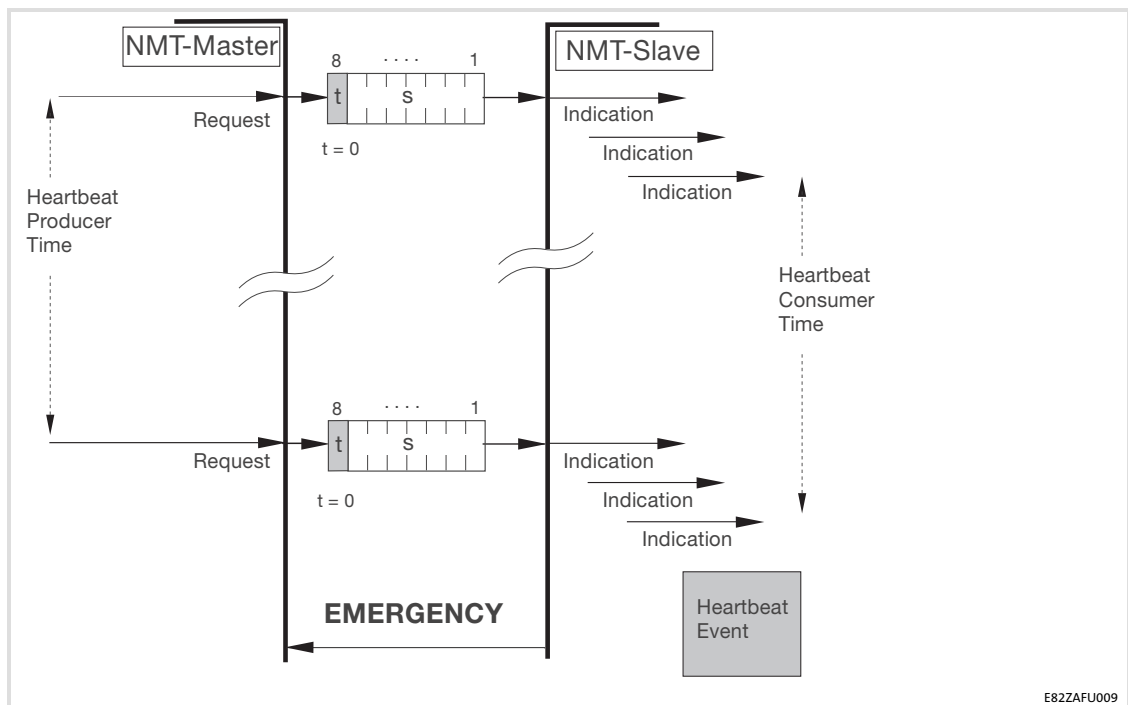 NMT-Master
NMT-Slave
8 ···· 1
t s
Request
t = 0
Indication
Indication
Indication
Heartbeat
Producer
Time
Heartbeat
Consumer
Time
8 ···· 1
t s
Request
t = 0
Indication
Indication
Indication
EMERGENCY
Heartbeat
Event
E82ZAFU009